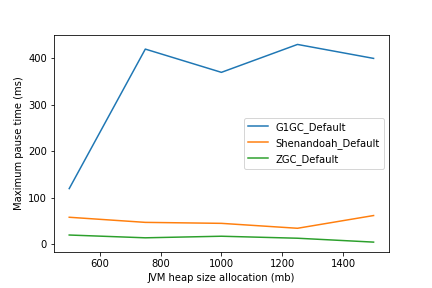 Maximum pause time (ms)
400
300
200
100
0
G1GC_Default
Shenandoah_Default
ZGC_Default
600 800 1000 1200 1400
JVM heap size allocation (mb)